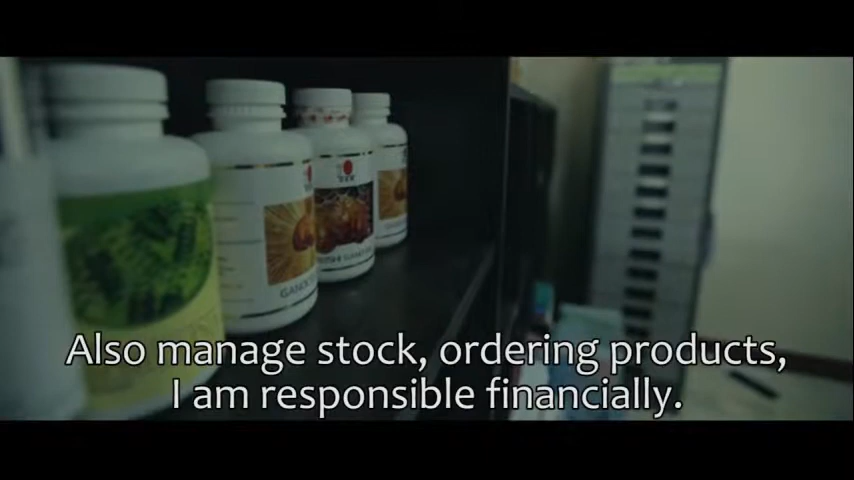 Also manage stock, ordering products,
I am responsible financially.